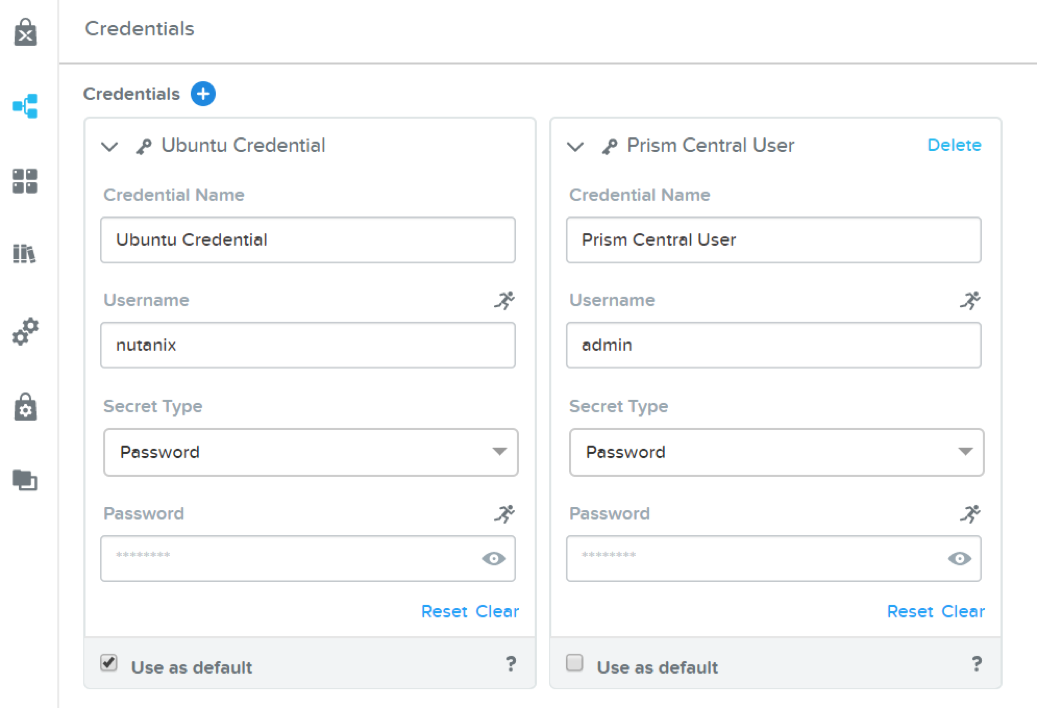 Credentials
Credentials
Ubuntu Credential
Credential Name
Ubuntu Credential
Username
nutanix
Secret Type
Password
Password
********
Reset Clear
Use as default ?
Prism Central User Delete
Credential Name
Prism Central User
Username
admin
Secret Type
Password
Password
********
Reset Clear
Use as default ?